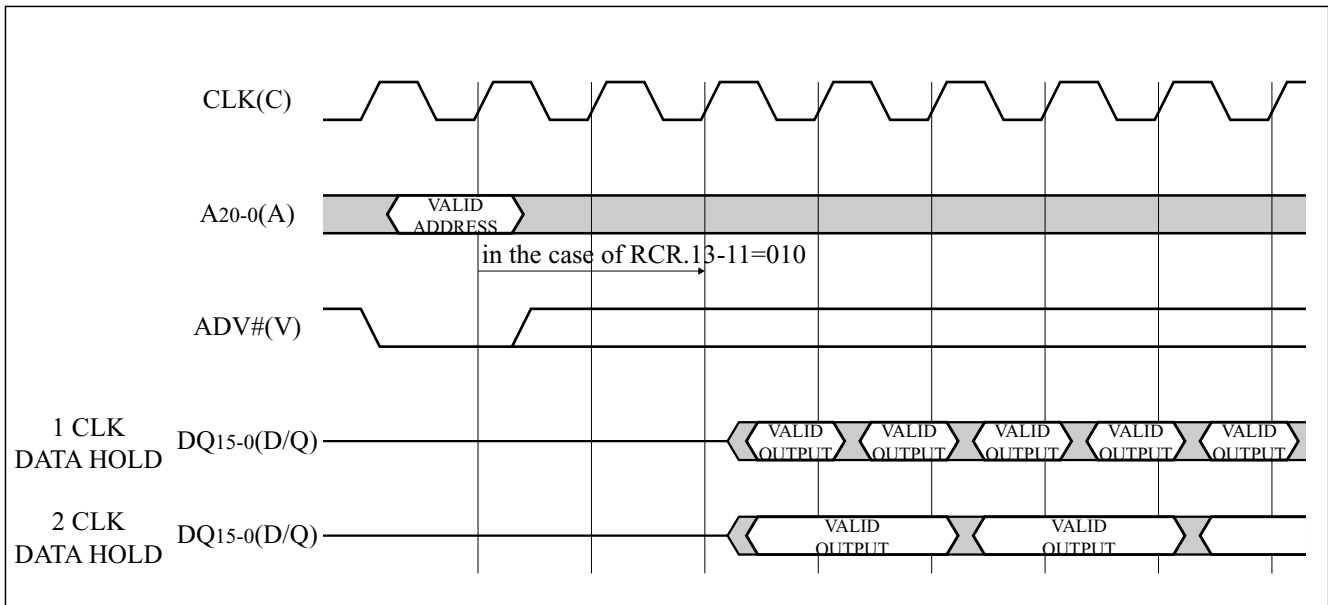 CLK(C)
A20-0(A)
VALID
ADDRESS
in the case of RCR.13-11=010
ADV#(V)
1 CLK
DATA HOLD
DQ15-0(D/Q)
VALID
OUTPUT
VALID
OUTPUT
VALID
OUTPUT
VALID
OUTPUT
VALID
OUTPUT
2 CLK
DATA HOLD
DQ15-0(D/Q)
VALID
OUTPUT
VALID
OUTPUT